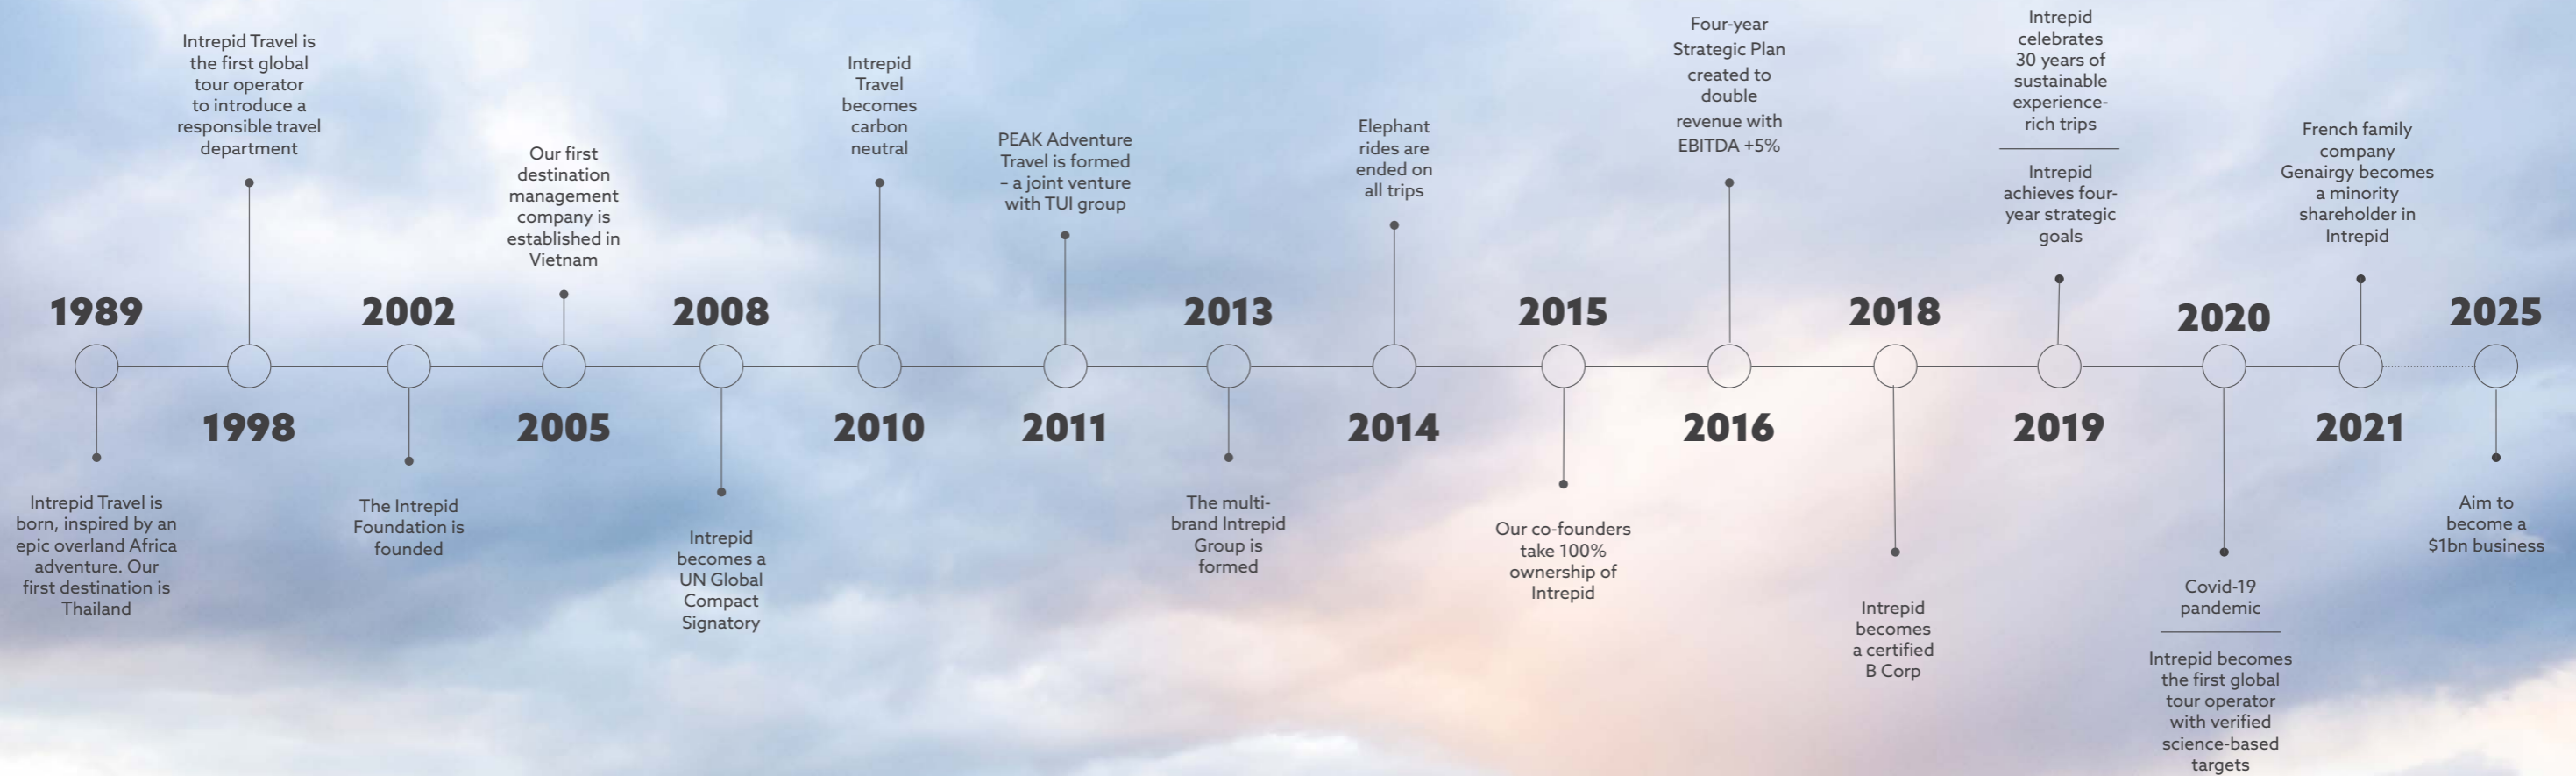 1989
Intrepid Travel is
born, inspired by an
epic overland Africa
adventure. Our
first destination is
Thailand
Intrepid Travel is
the first global
tour operator
to introduce a
responsible travel
department
1998
2002
The Intrepid
Foundation is
founded
Our first
destination
management
company is
established in
Vietnam
2005
2008
Intrepid
becomes a
UN Global
Compact
Signatory
Intrepid
Travel
becomes
carbon
neutral
2010
PEAK Adventure
Travel is formed
– a joint venture
with TUI group
2011
2013
The multi-
brand Intrepid
Group is
formed
Elephant
rides are
ended on
all trips
2014
2015
Our co-founders
take 100%
ownership of
Intrepid
Four-year
Strategic Plan
created to
double
revenue with
EBITDA +5%
2016
2018
Intrepid
becomes
a certified
B Corp
Intrepid
celebrates
30 years of
sustainable
experience-
rich trips
Intrepid
achieves four-
year strategic
goals
2019
2020
Covid-19
pandemic
Intrepid becomes
the first global
tour operator
with verified
science-based
targets
French family
company
Genairgy becomes
a minority
shareholder in
Intrepid
2021
2025
Aim to
become a
$1bn business